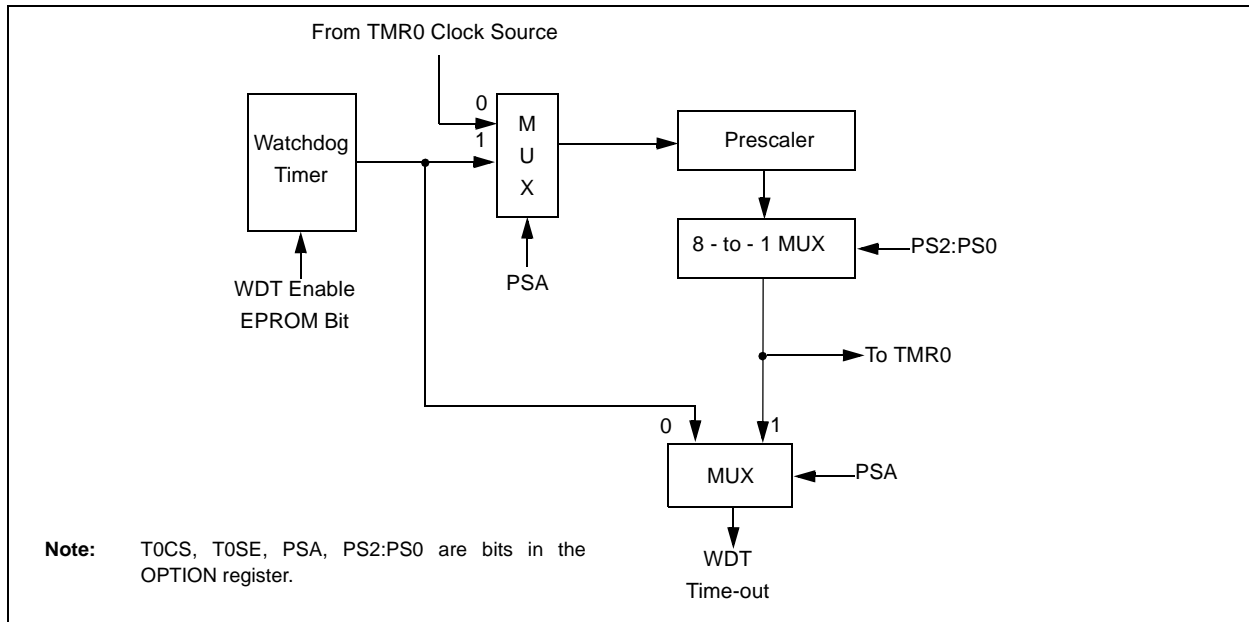 From TMR0 Clock Source
0
1
M
U
X
Watchdog
Timer
Prescaler
8 - to - 1 MUX
PS2:PS0
PSA
WDT Enable
EPROM Bit
To TMR0
0
1
MUX
PSA
WDT
Time-out
Note: T0CS, T0SE, PSA, PS2:PS0 are bits in the
OPTION register.